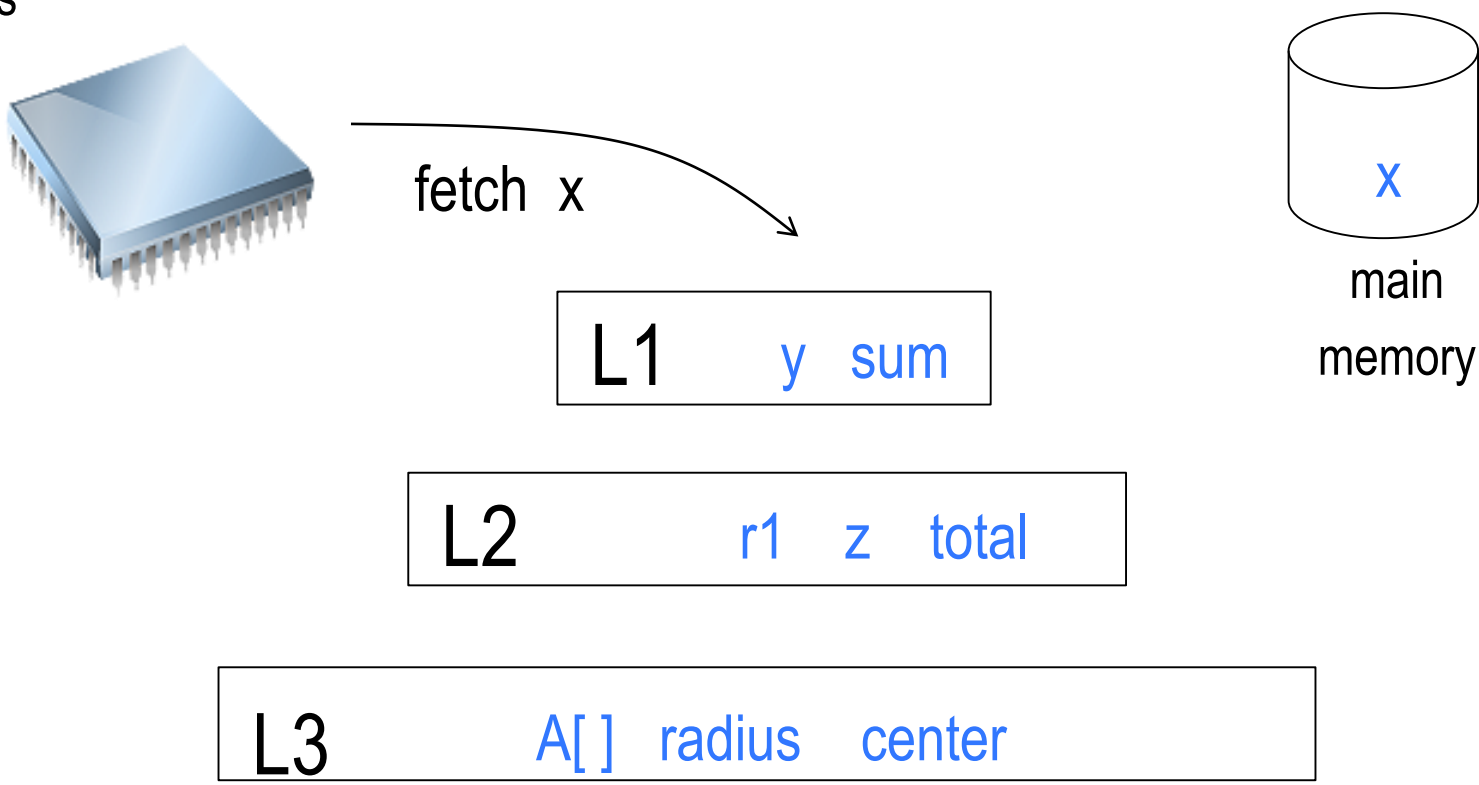 s
fetch x
x
main
memory
L1 y sum
L2 r1 z total
L3 A[ ] radius center